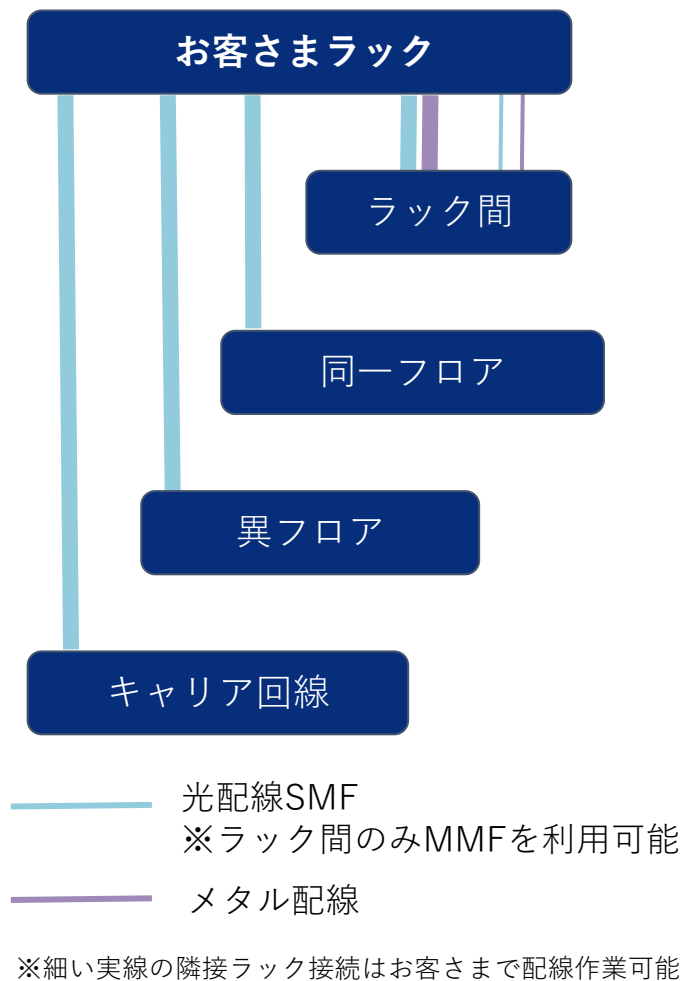 お客さまラック
ラック間
同一フロア
異フロア
キャリア回線
光配線SMF
※ラック間のみMMFを利用可能
メタル配線
※細い実線の隣接ラック接続はお客さまで配線作業可能